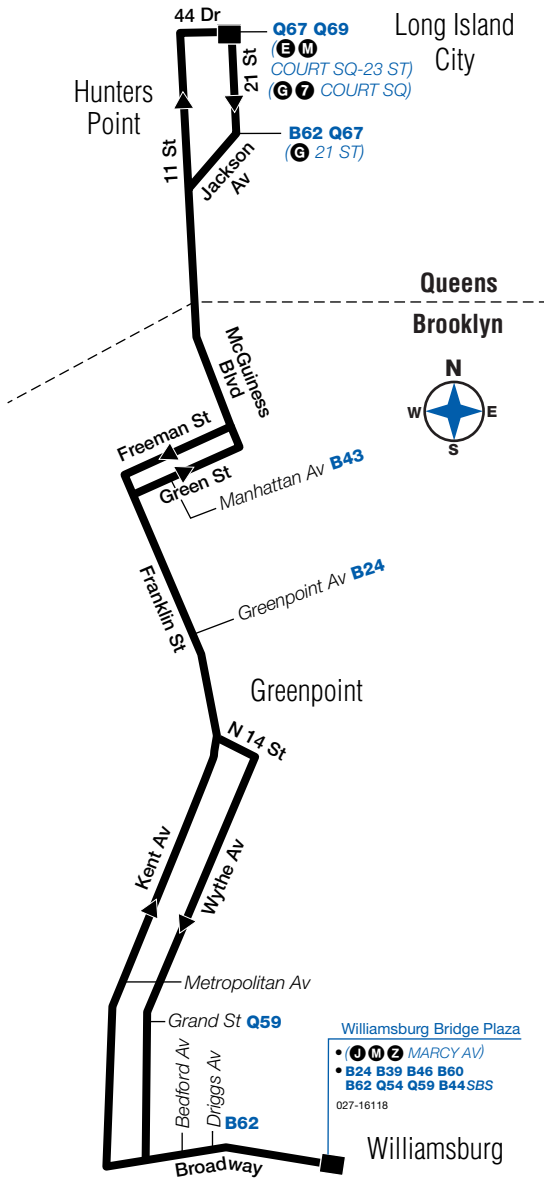 44 Dr
Q67 Q69
(E M
COURT SQ-23 ST)
(G 7 COURT SQ)
Long Island
City
21 St
Hunters
Point
11 St
Jackson
Av
B62 Q67
(G 21 ST)
Queens
Brooklyn
McGuiness
Blvd
N
W E
S
Freeman St
Green St
Manhattan Av B43
Franklin St
Greenpoint Av B24
Greenpoint
N 14 St
Kent Av
Wythe Av
Metropolitan Av
Grand St Q59
Bedford Av
Driggs Av
B62
Broadway
Williamsburg Bridge Plaza
• (J M Z MARCY AV)
• B24 B39 B46 B60
B62 Q54 Q59 B44SBS
027-16118
Williamsburg